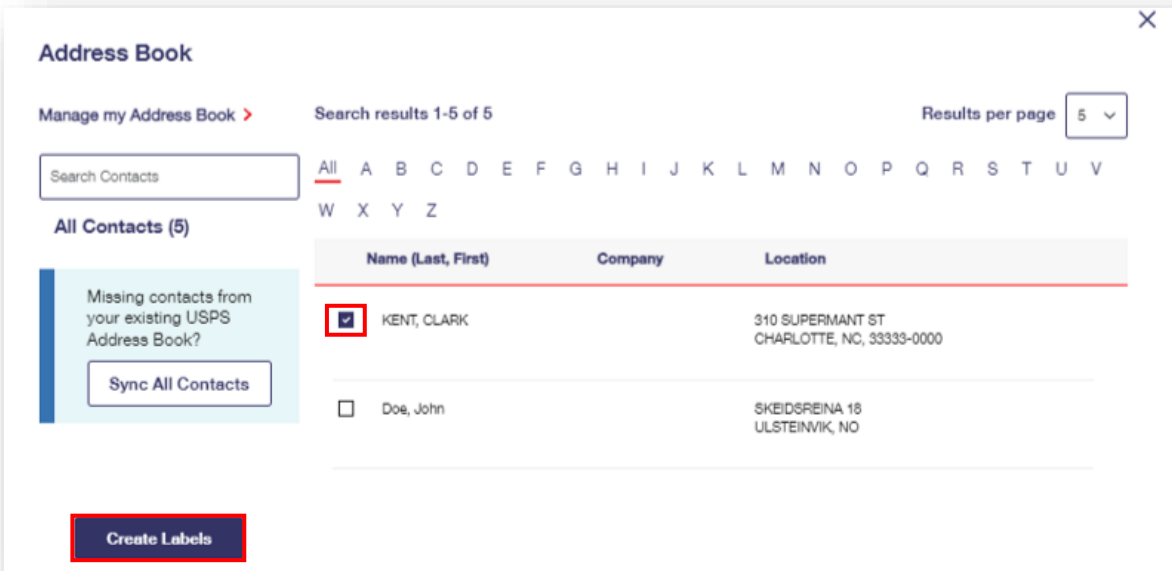 Address Book
Manage my Address Book >
Search Contacts
All Contacts (5)
Missing contacts from
your existing USPS
Address Book?
Sync All Contacts
Create Labels
Search results 1-5 of 5
Results per page 5
All A B C D E F G H I J K L M N O P Q R S T U V
W X Y Z
Name (Last, First) Company Location
KENT, CLARK 310 SUPERMANT ST
CHARLOTTE, NC, 33333-0000
Doe, John SKEIDSREINA 18
ULSTEINVIK, NO